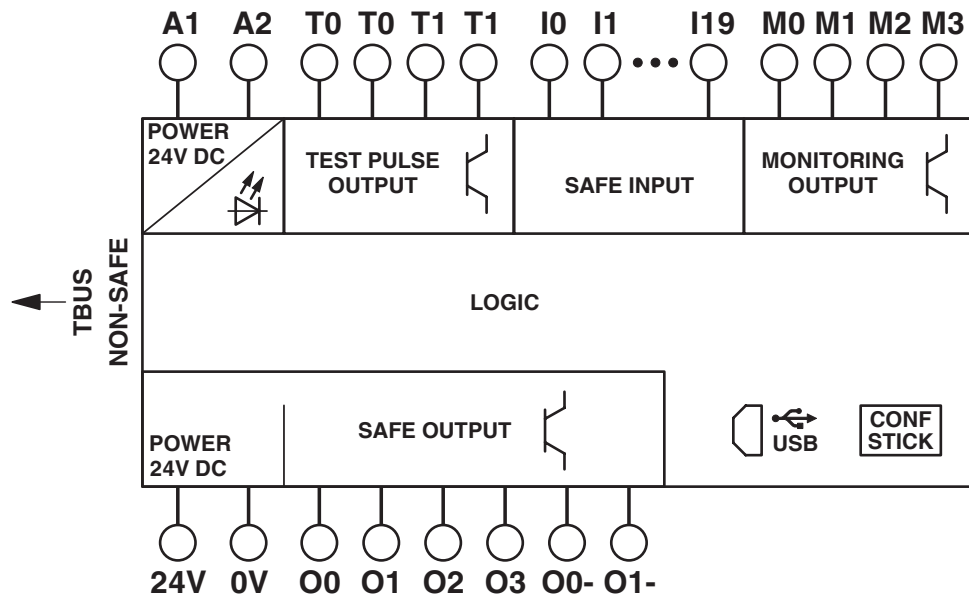 A1 A2 T0 T0 T1 T1 I0 I1 ••• I19 M0 M1 M2 M3
POWER
24V DC
TEST PULSE
OUTPUT
SAFE INPUT
MONITORING
OUTPUT
TBUS
NON-SAFE
LOGIC
POWER
24V DC
SAFE OUTPUT
USB
CONF
STICK
24V 0V O0 O1 O2 O3 O0- O1-